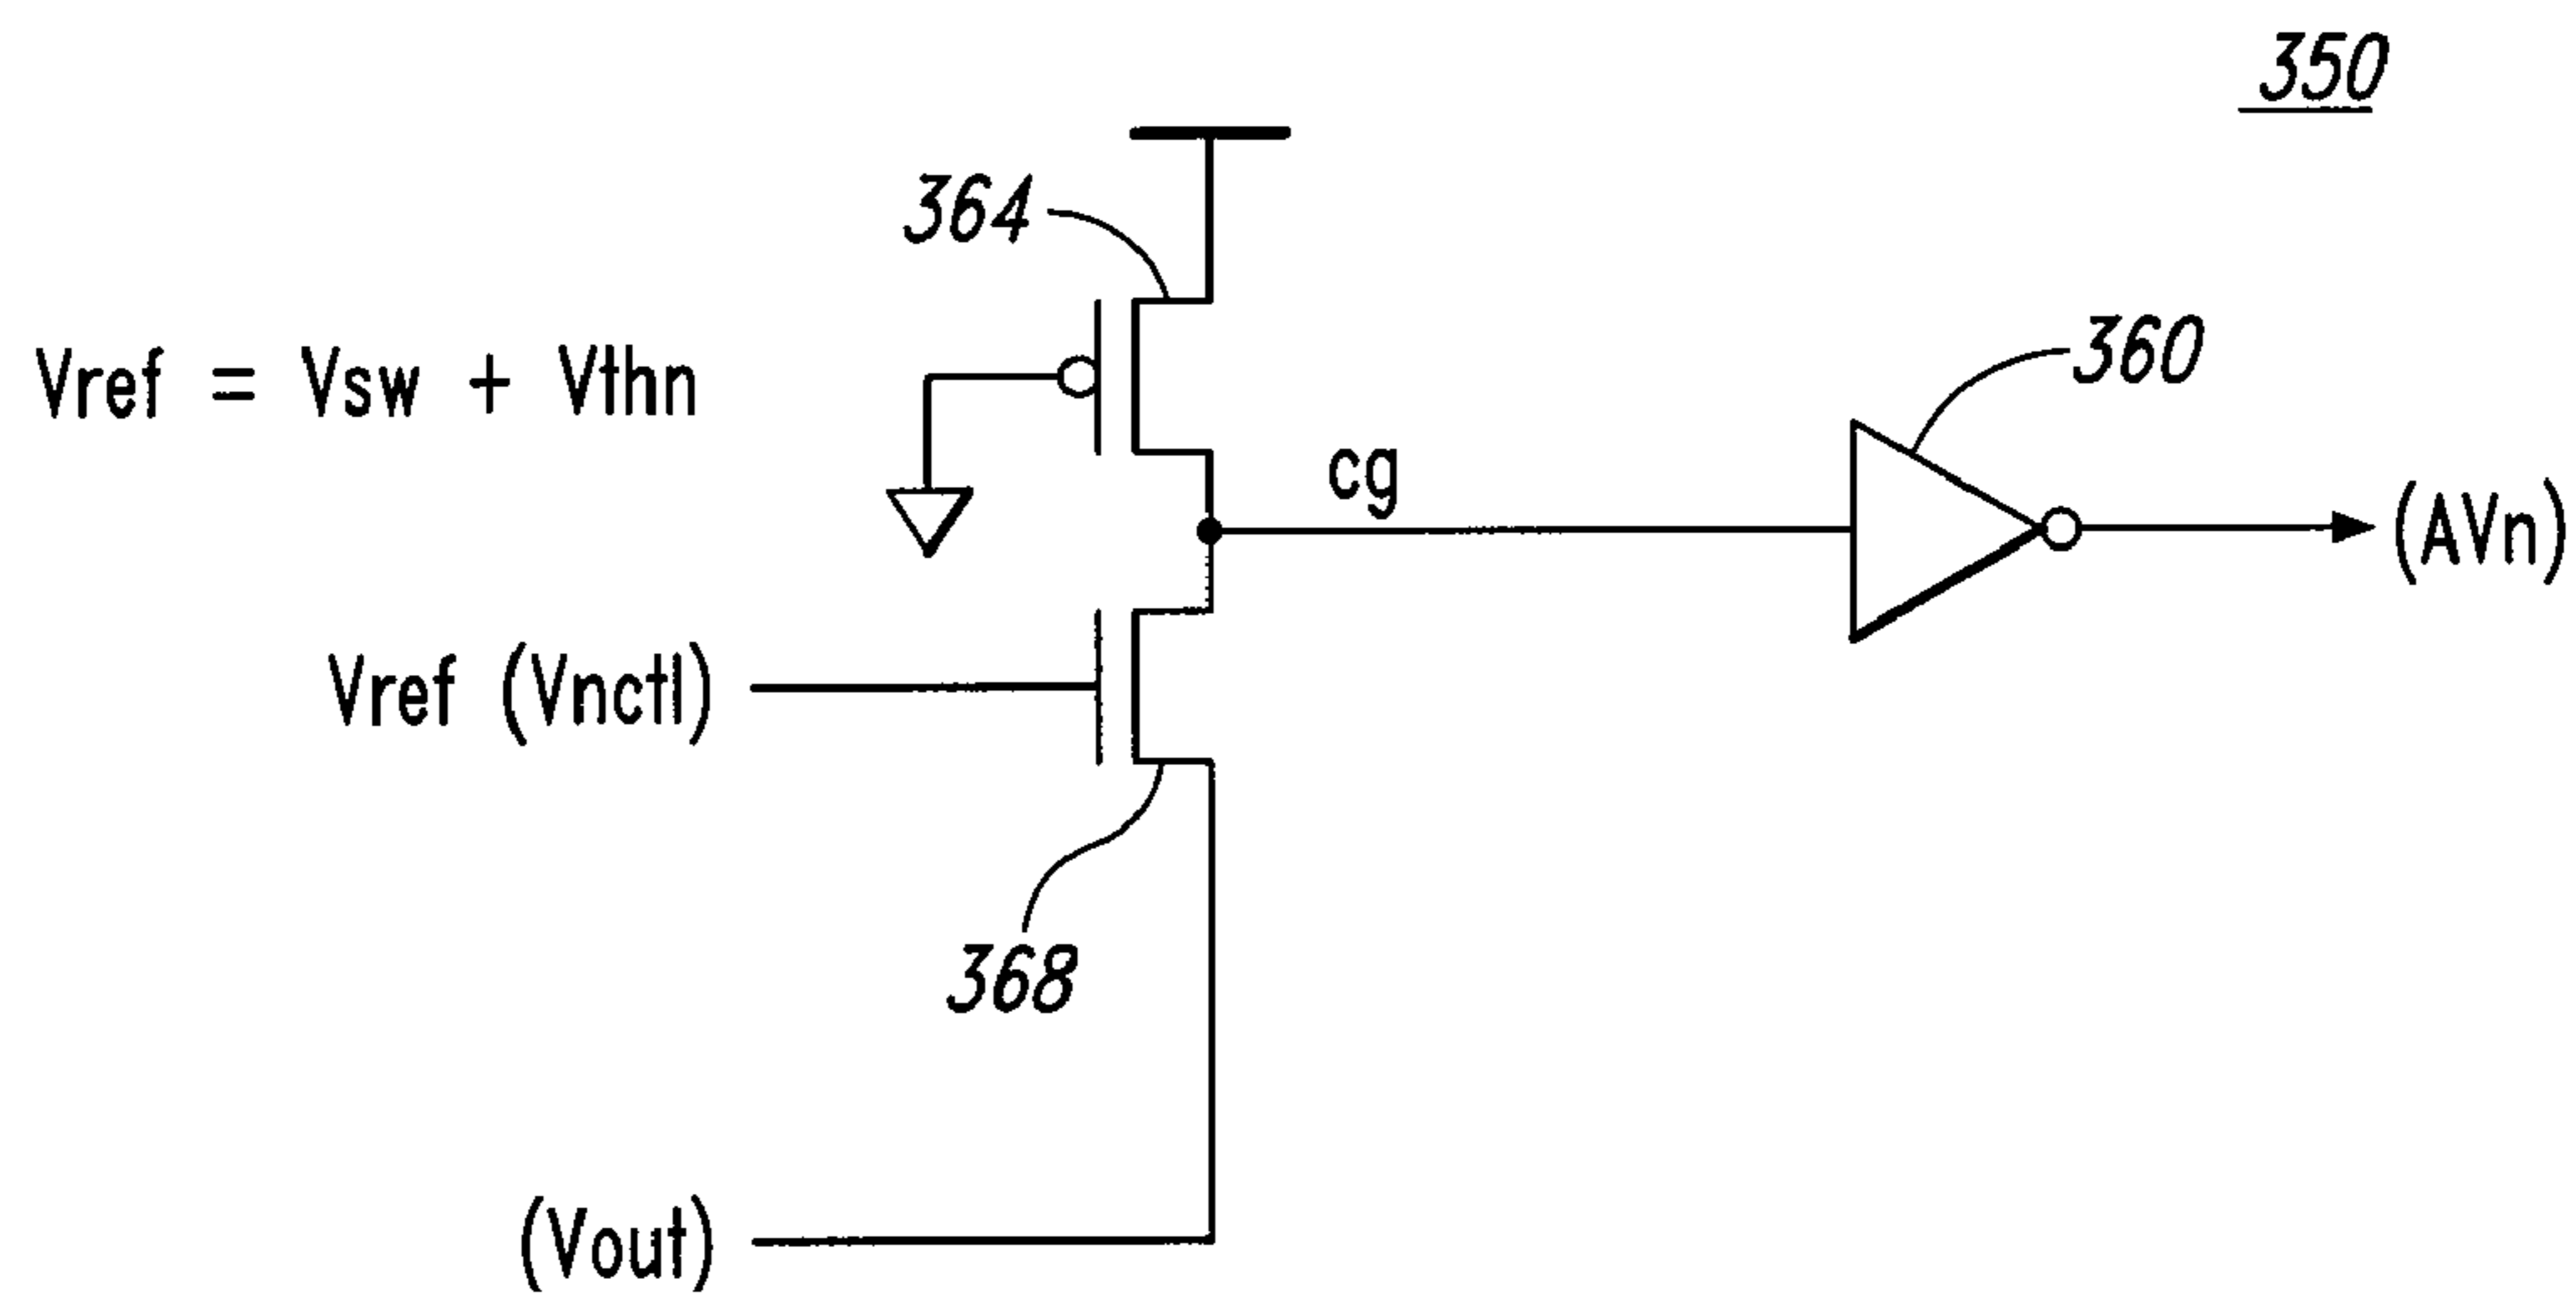 350
364
Vref = Vsw + Vthn
360
cg
(AVn)
Vref (Vnctl)
368
(Vout)